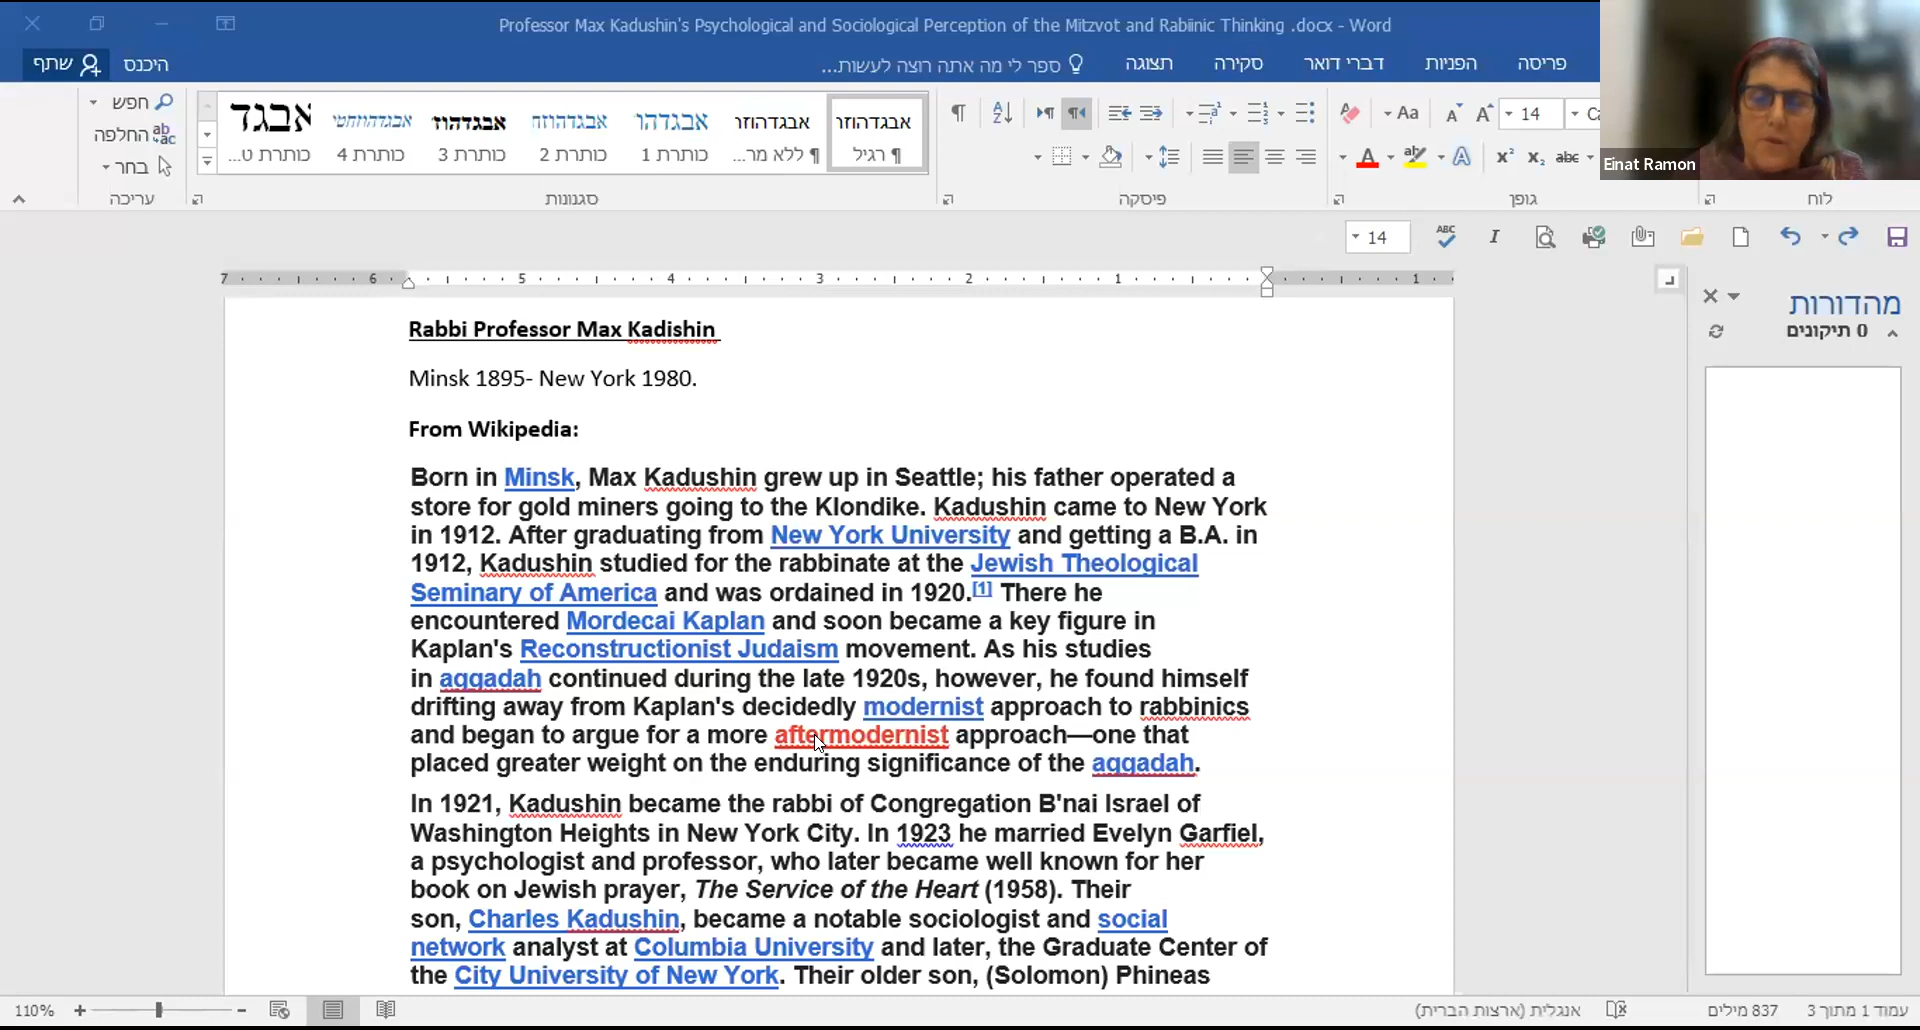 Professor Max Kadushin's Psychological and Sociological Perception of the Mitzvot and Rabiinic Thinking .docx - Word
פריסה הפניות דברי דואר סקירה תצוגה ספר לי מה אתה רוצה לעשות... היכנס שתף
Einat Ramon
חפש
החלפה
בחר
עריכה
אבגדהוזר אבגדהוזר אבגדהו אבגדהוזח אבגדהוז אבגדהוזחטי אבגד
רגיל ללא מר... כותרת 1 כותרת 2 כותרת 3 כותרת 4 כותרת ט...
סגנונות
פיסקה
גופן
לוח
14
14
7 6 5 4 3 2 1 1
מהדורות
0 תיקונים
Rabbi Professor Max Kadishin
Minsk 1895- New York 1980.
From Wikipedia:
Born in Minsk, Max Kadushin grew up in Seattle; his father operated a
store for gold miners going to the Klondike. Kadushin came to New York
in 1912. After graduating from New York University and getting a B.A. in
1912, Kadushin studied for the rabbinate at the Jewish Theological
Seminary of America and was ordained in 1920.[1] There he
encountered Mordecai Kaplan and soon became a key figure in
Kaplan's Reconstructionist Judaism movement. As his studies
in aggadah continued during the late 1920s, however, he found himself
drifting away from Kaplan's decidedly modernist approach to rabbinics
and began to argue for a more aftermodernist approach—one that
placed greater weight on the enduring significance of the aggadah.
In 1921, Kadushin became the rabbi of Congregation B'nai Israel of
Washington Heights in New York City. In 1923 he married Evelyn Garfiel,
a psychologist and professor, who later became well known for her
book on Jewish prayer, The Service of the Heart (1958). Their
son, Charles Kadushin, became a notable sociologist and social
network analyst at Columbia University and later, the Graduate Center of
the City University of New York. Their older son, (Solomon) Phineas
עמוד 1 מתוך 3 837 מילים אנגלית (ארצות הברית)
110%